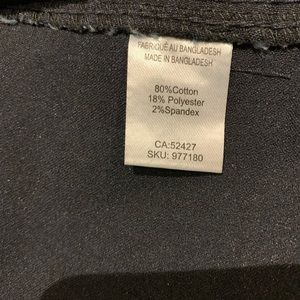 FABRIQUÉ AU BANGLADESH
MADE IN BANGLADESH
80%Cotton
18% Polyester
2%Spandex
CA:52427
SKU: 977180